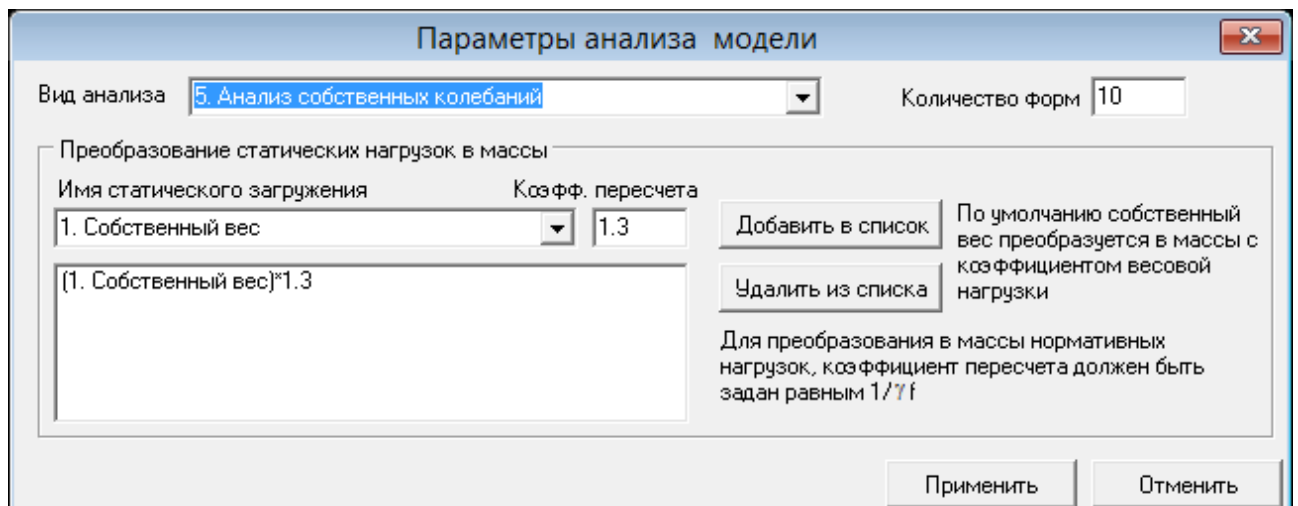 Параметры анализа модели
Вид анализа 5. Анализ собственных колебаний Количество форм 10
Преобразование статических нагрузок в массы
Имя статического загружения Коэфф. пересчета
1. Собственный вес 1.3
Добавить в список
По умолчанию собственный
вес преобразуется в массы с
коэффициентом весовой
нагрузки
(1. Собственный вес)*1.3
Удалить из списка
Для преобразования в массы нормативных
нагрузок, коэффициент пересчета должен быть
задан равным 1/γf
Применить Отменить